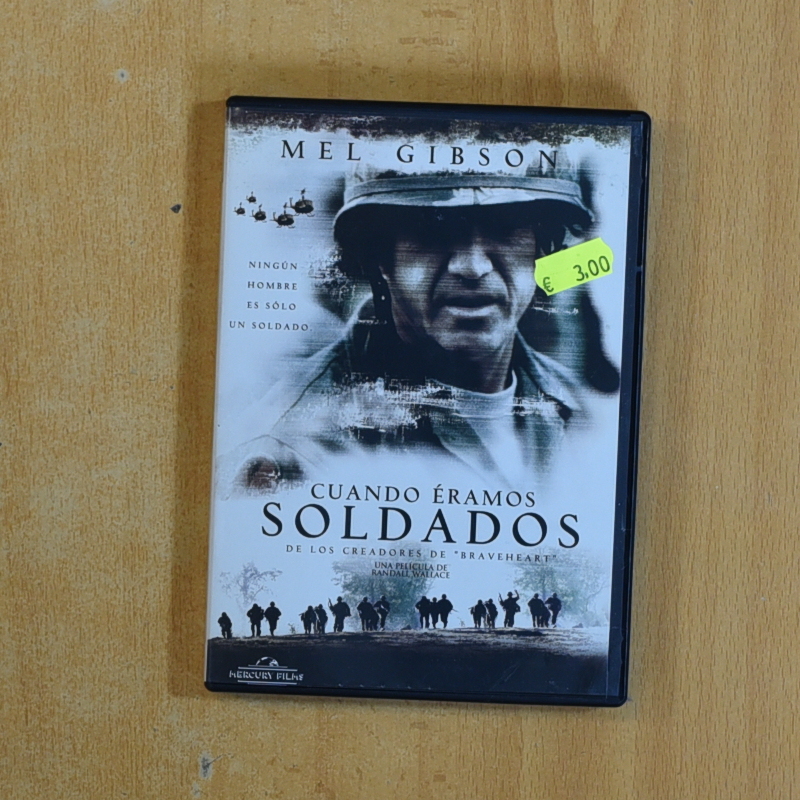 MEL GIBSON
€ 3,00
NINGÚN
HOMBRE
ES SÓLO
UN SOLDADO.
CUANDO ÉRAMOS
SOLDADOS
DE LOS CREADORES DE "BRAVEHEART"
UNA PELÍCULA DE
RANDALL WALLACE
MERCURY FILMS